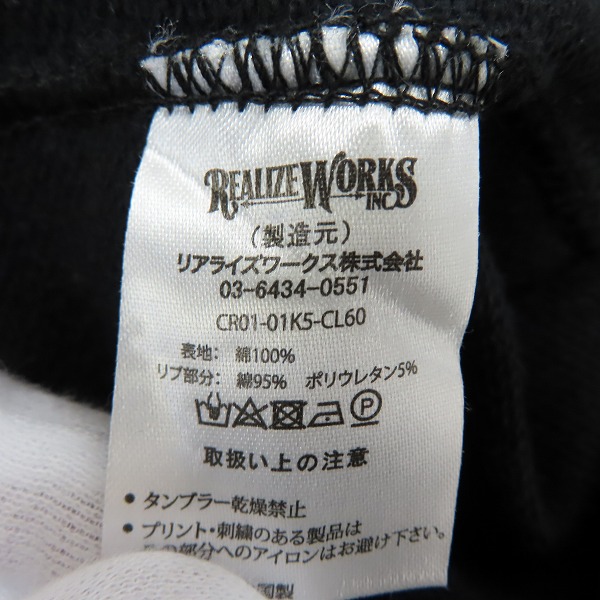 REALIZE WORKS
INC
(製造元)
リアライズワークス株式会社
03-6434-0551
CR01-01K5-CL60
表地: 綿100%
リブ部分: 綿95% ポリウレタン5%
取扱い上の注意
• タンブラー乾燥禁止
• プリント・刺繍のある製品は
の部分へのアイロンはお避け下さい。
国製